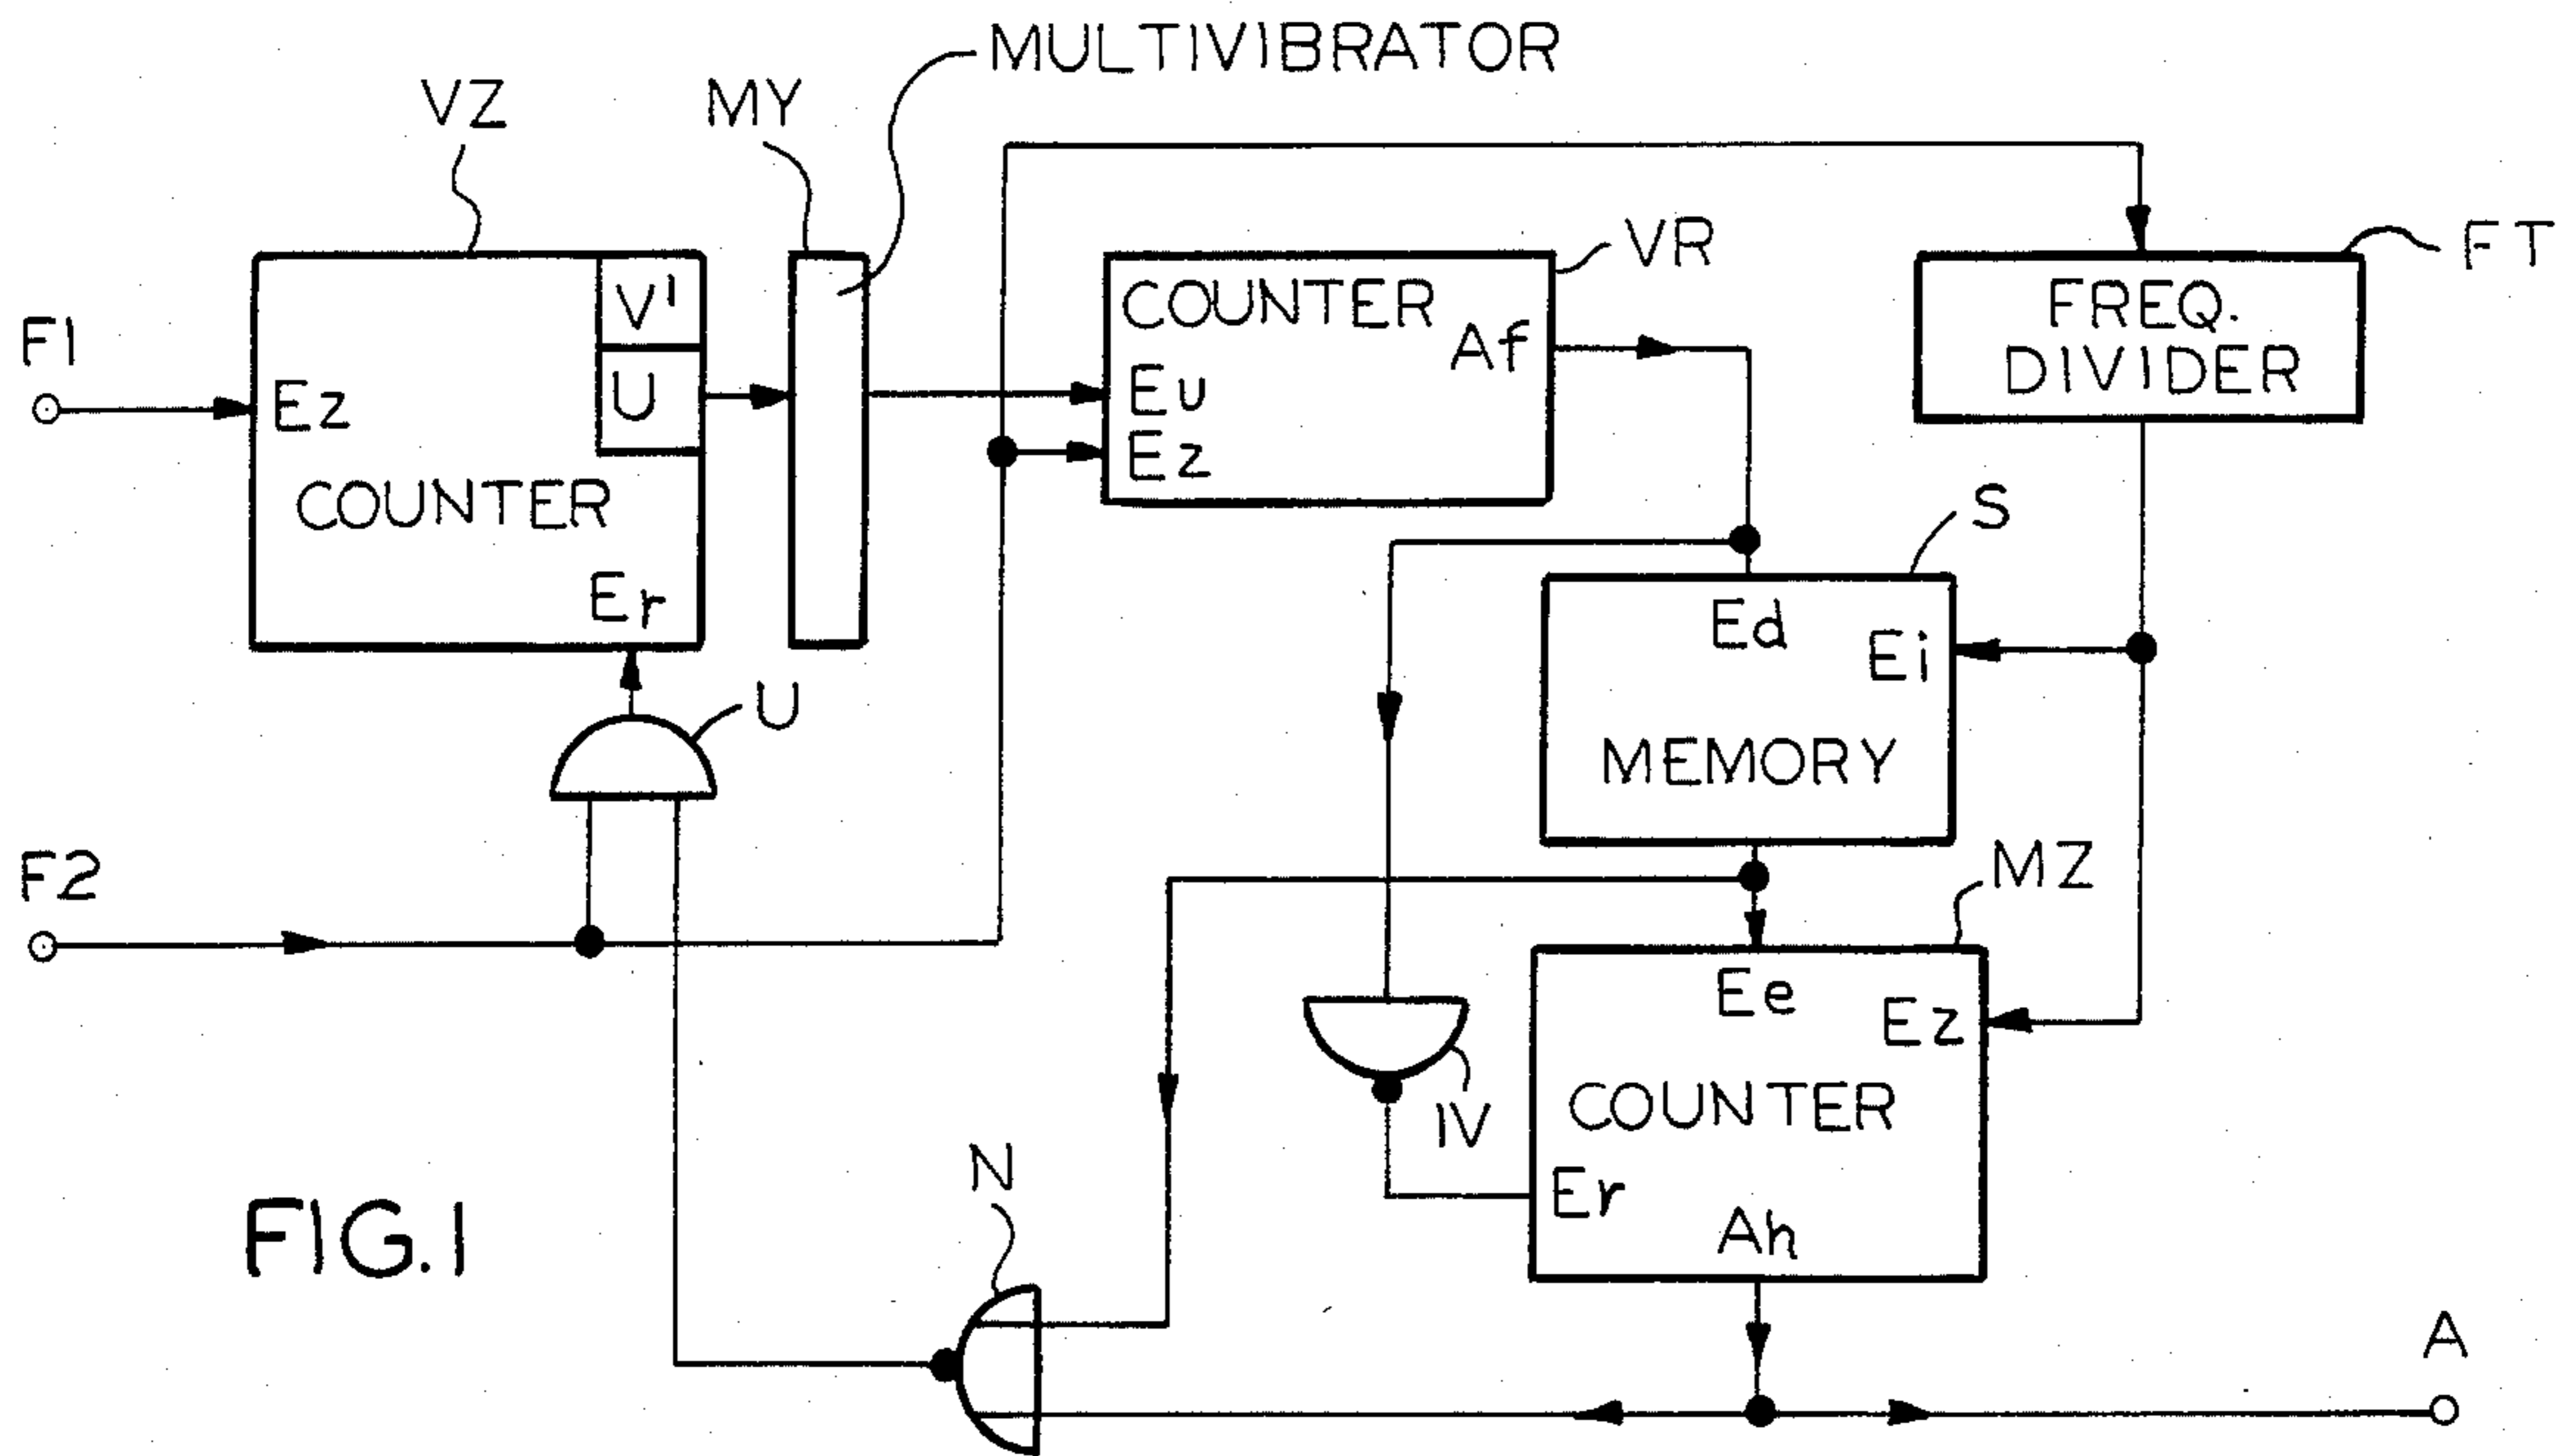 MULTIVIBRATOR
VZ
MY
VR
FT
F1
Ez
V'
U
COUNTER
Er
COUNTER
Af
Eu
Ez
FREQ.
DIVIDER
S
Ed
Ei
MEMORY
U
F2
MZ
Ee
Ez
COUNTER
Er
Ah
IV
N
FIG.1
A